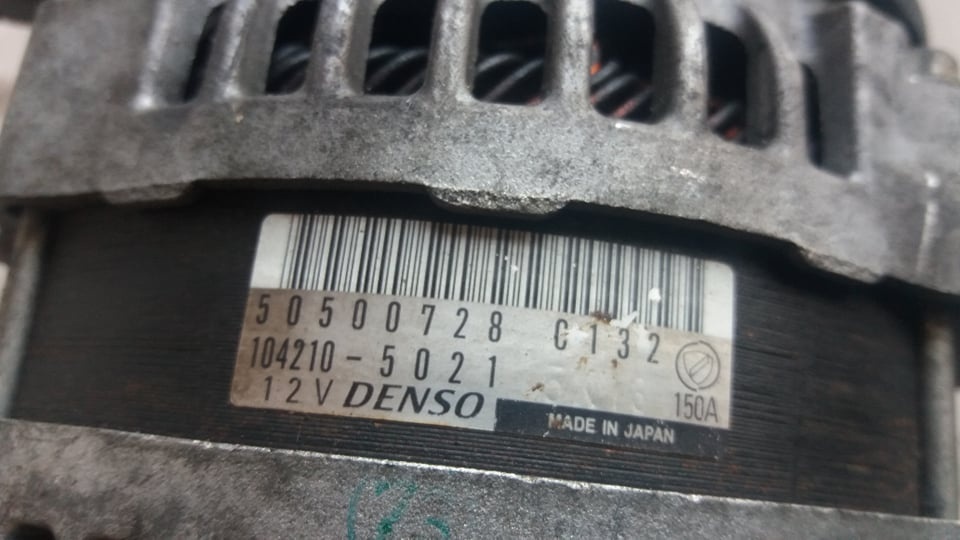 50500728 C132
104210-5021
12V DENSO 150A
MADE IN JAPAN